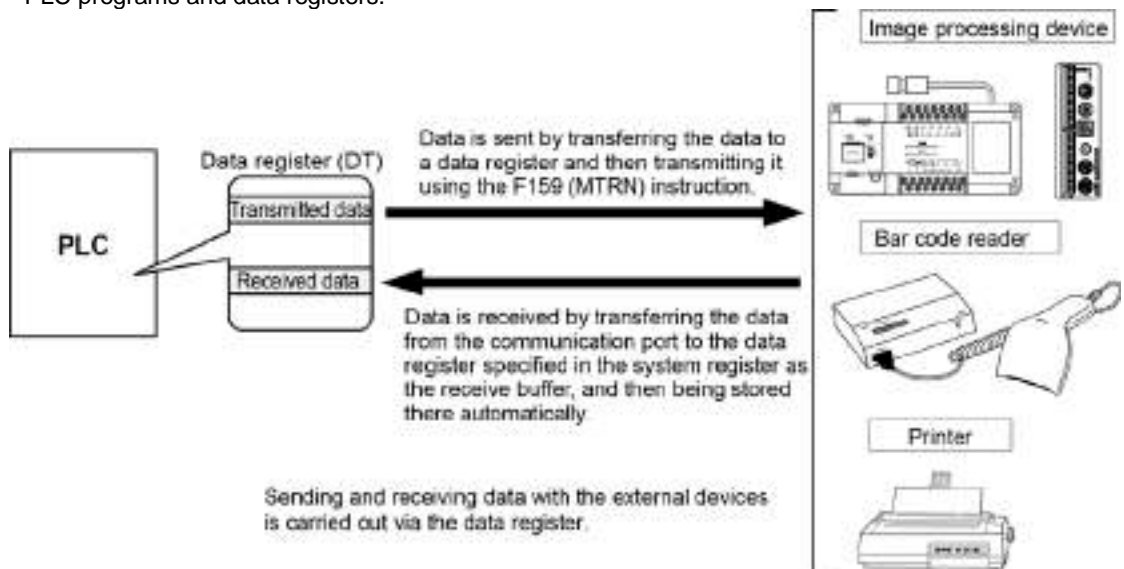 PLC programs and data registers.
Image processing device
Data is sent by transferring the data to
a data register and then transmitting it
using the F159 (MTRN) instruction.
Data register (DT)
Transmitted data
PLC
Received data
Bar code reader
Data is received by transferring the data
from the communication port to the data
register specified in the system register as
the receive buffer, and then being stored
there automatically.
Printer
Sending and receiving data with the external devices
is carried out via the data register.